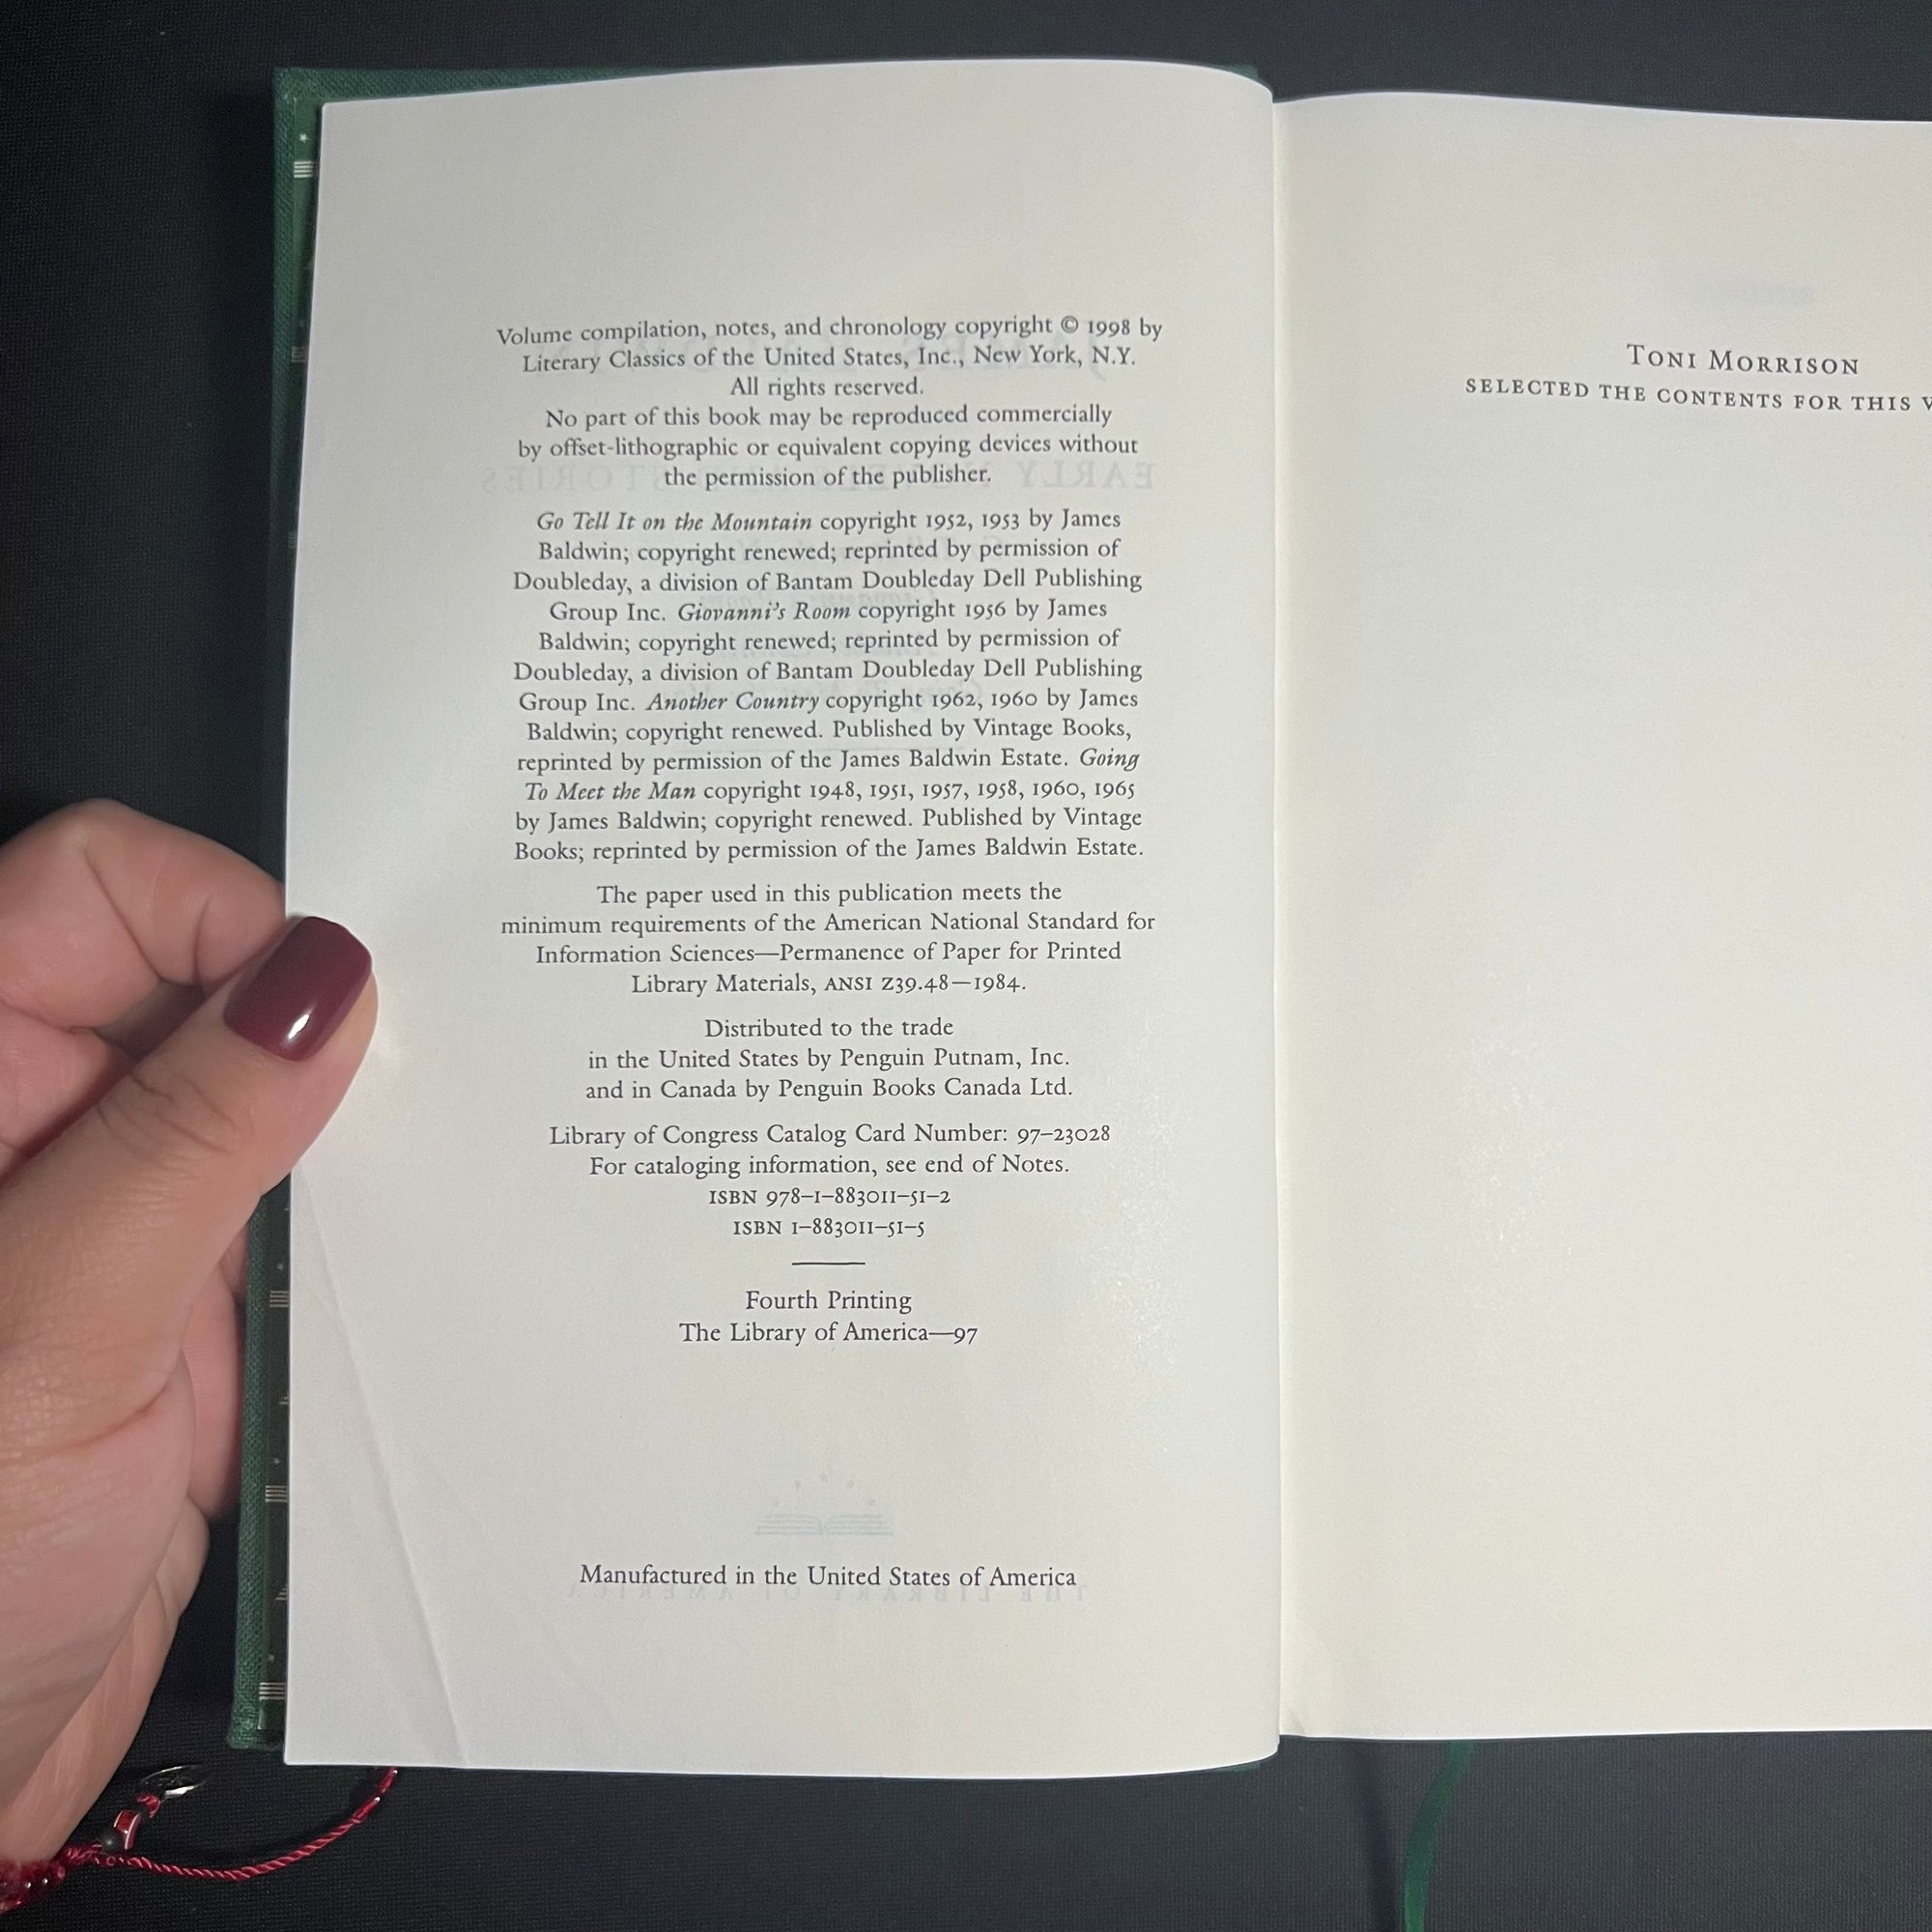 Volume compilation, notes, and chronology copyright © 1998 by
Literary Classics of the United States, Inc., New York, N.Y.
All rights reserved.
No part of this book may be reproduced commercially
by offset-lithographic or equivalent copying devices without
the permission of the publisher.
Go Tell It on the Mountain copyright 1952, 1953 by James
Baldwin; copyright renewed; reprinted by permission of
Doubleday, a division of Bantam Doubleday Dell Publishing
Group Inc. Giovanni's Room copyright 1956 by James
Baldwin; copyright renewed; reprinted by permission of
Doubleday, a division of Bantam Doubleday Dell Publishing
Group Inc. Another Country copyright 1962, 1960 by James
Baldwin; copyright renewed. Published by Vintage Books,
reprinted by permission of the James Baldwin Estate. Going
To Meet the Man copyright 1948, 1951, 1957, 1958, 1960, 1965
by James Baldwin; copyright renewed. Published by Vintage
Books; reprinted by permission of the James Baldwin Estate.
The paper used in this publication meets the
minimum requirements of the American National Standard for
Information Sciences—Permanence of Paper for Printed
Library Materials, ANSI Z39.48—1984.
Distributed to the trade
in the United States by Penguin Putnam, Inc.
and in Canada by Penguin Books Canada Ltd.
Library of Congress Catalog Card Number: 97–23028
For cataloging information, see end of Notes.
ISBN 978–1–883011–51–2
ISBN 1–883011–51–5
Fourth Printing
The Library of America—97
Manufactured in the United States of America
TONI MORRISON
SELECTED THE CONTENTS FOR THIS